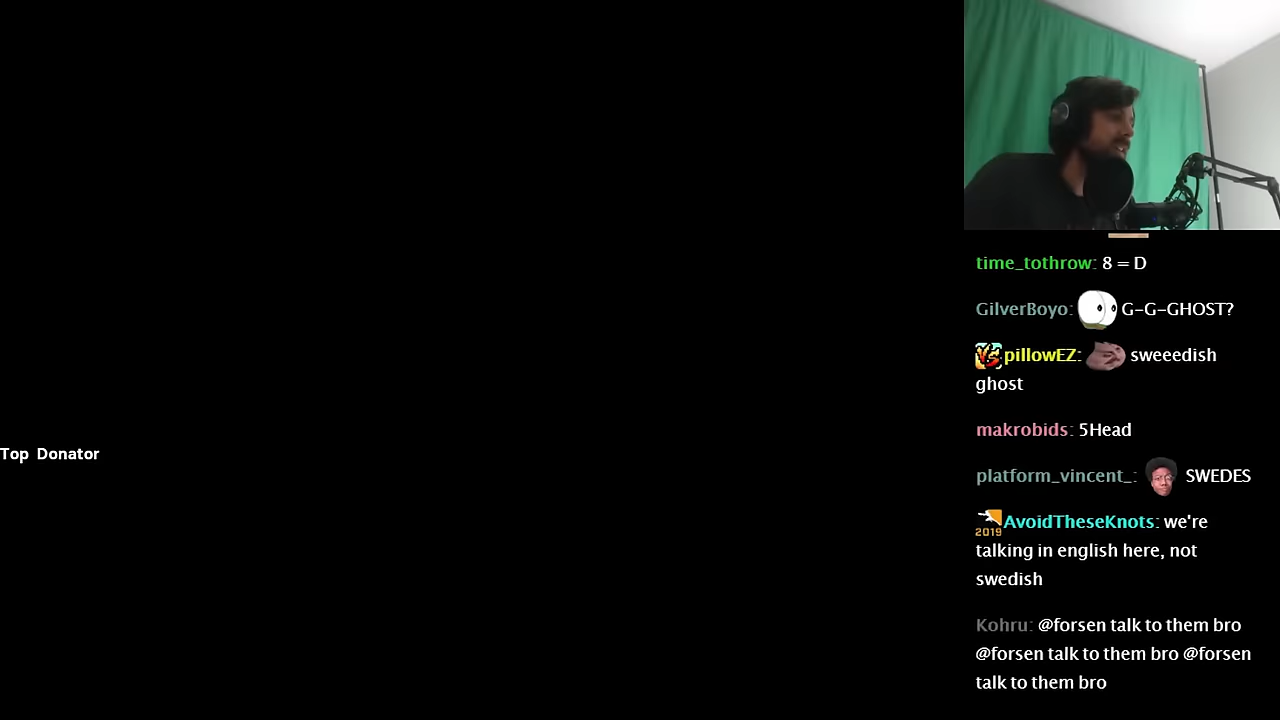 time_tothrow: 8 = D
GilverBoyo: G-G-GHOST?
pillowEZ: sweeedish
ghost
makrobids: 5Head
Top Donator
platform_vincent_: SWEDES
2019 AvoidTheseKnots: we're
talking in english here, not
swedish
Kohru: @forsen talk to them bro
@forsen talk to them bro @forsen
talk to them bro